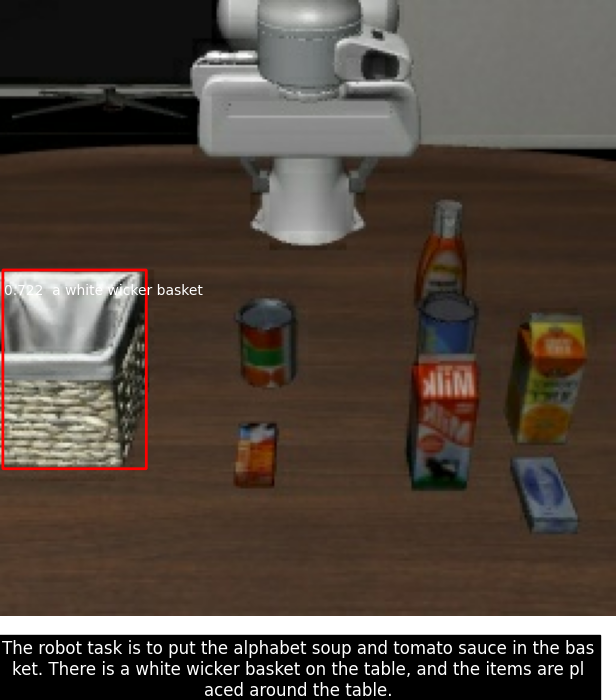 0.722 a white wicker basket
Milk
Milk
The robot task is to put the alphabet soup and tomato sauce in the bas
ket. There is a white wicker basket on the table, and the items are pl
aced around the table.